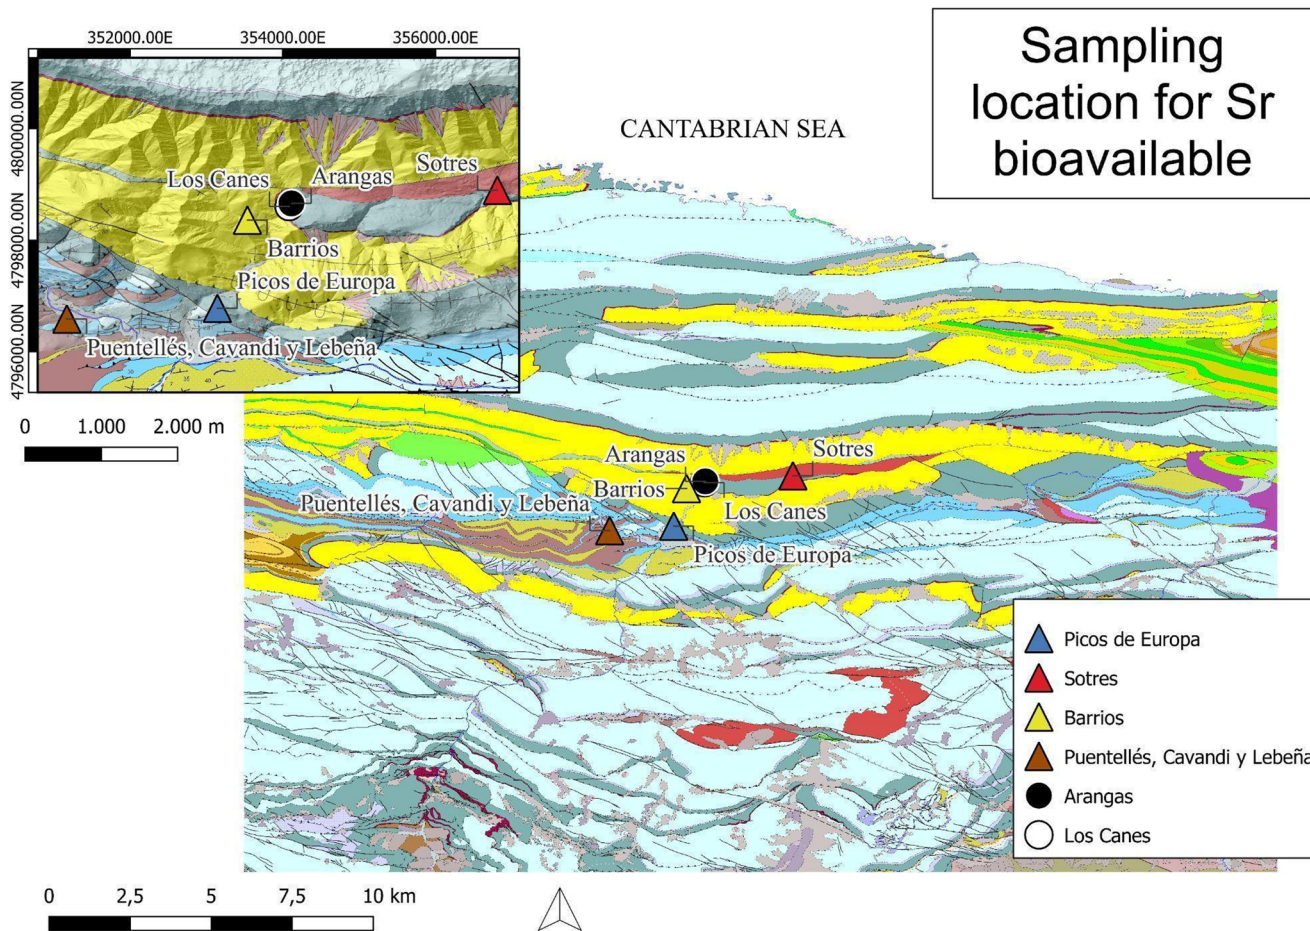 Sampling
location for Sr
bioavailable
352000.00E
354000.00E
356000.00E
4800000.00N
4798000.00N
4796000.00N
CANTABRIAN SEA
Sotres
Los Canes
Arangas
Barrios
Picos de Europa
Puentellés, Cavandi y Lebeña
0 1.000 2.000 m
Arangas
Sotres
Barrios
Puentellés, Cavandi y Lebeña
Los Canes
Picos de Europa
Picos de Europa
Sotres
Barrios
Puentellés, Cavandi y Lebeña
Arangas
Los Canes
0 2,5 5 7,5 10 km